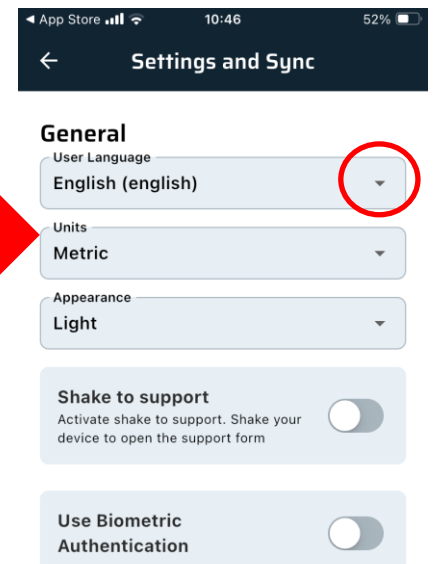 App Store 10:46 52%
Settings and Sync
General
User Language
English (english)
Units
Metric
Appearance
Light
Shake to support
Activate shake to support. Shake your
device to open the support form
Use Biometric
Authentication